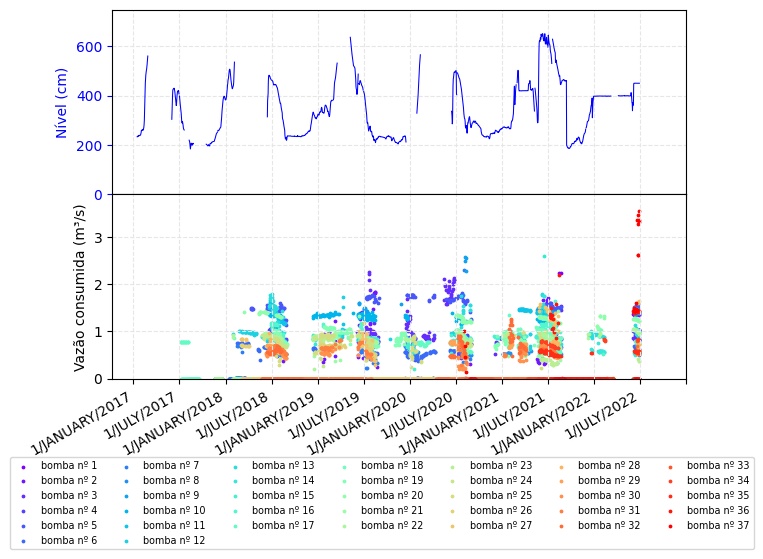 Nível (cm)
600
400
200
0
Vazão consumida (m³/s)
3
2
1
0
1/JANUARY/2017
1/JULY/2017
1/JANUARY/2018
1/JULY/2018
1/JANUARY/2019
1/JULY/2019
1/JANUARY/2020
1/JULY/2020
1/JANUARY/2021
1/JULY/2021
1/JANUARY/2022
1/JULY/2022
bomba nº 1
bomba nº 2
bomba nº 3
bomba nº 4
bomba nº 5
bomba nº 6
bomba nº 7
bomba nº 8
bomba nº 9
bomba nº 10
bomba nº 11
bomba nº 12
bomba nº 13
bomba nº 14
bomba nº 15
bomba nº 16
bomba nº 17
bomba nº 18
bomba nº 19
bomba nº 20
bomba nº 21
bomba nº 22
bomba nº 23
bomba nº 24
bomba nº 25
bomba nº 26
bomba nº 27
bomba nº 28
bomba nº 29
bomba nº 30
bomba nº 31
bomba nº 32
bomba nº 33
bomba nº 34
bomba nº 35
bomba nº 36
bomba nº 37